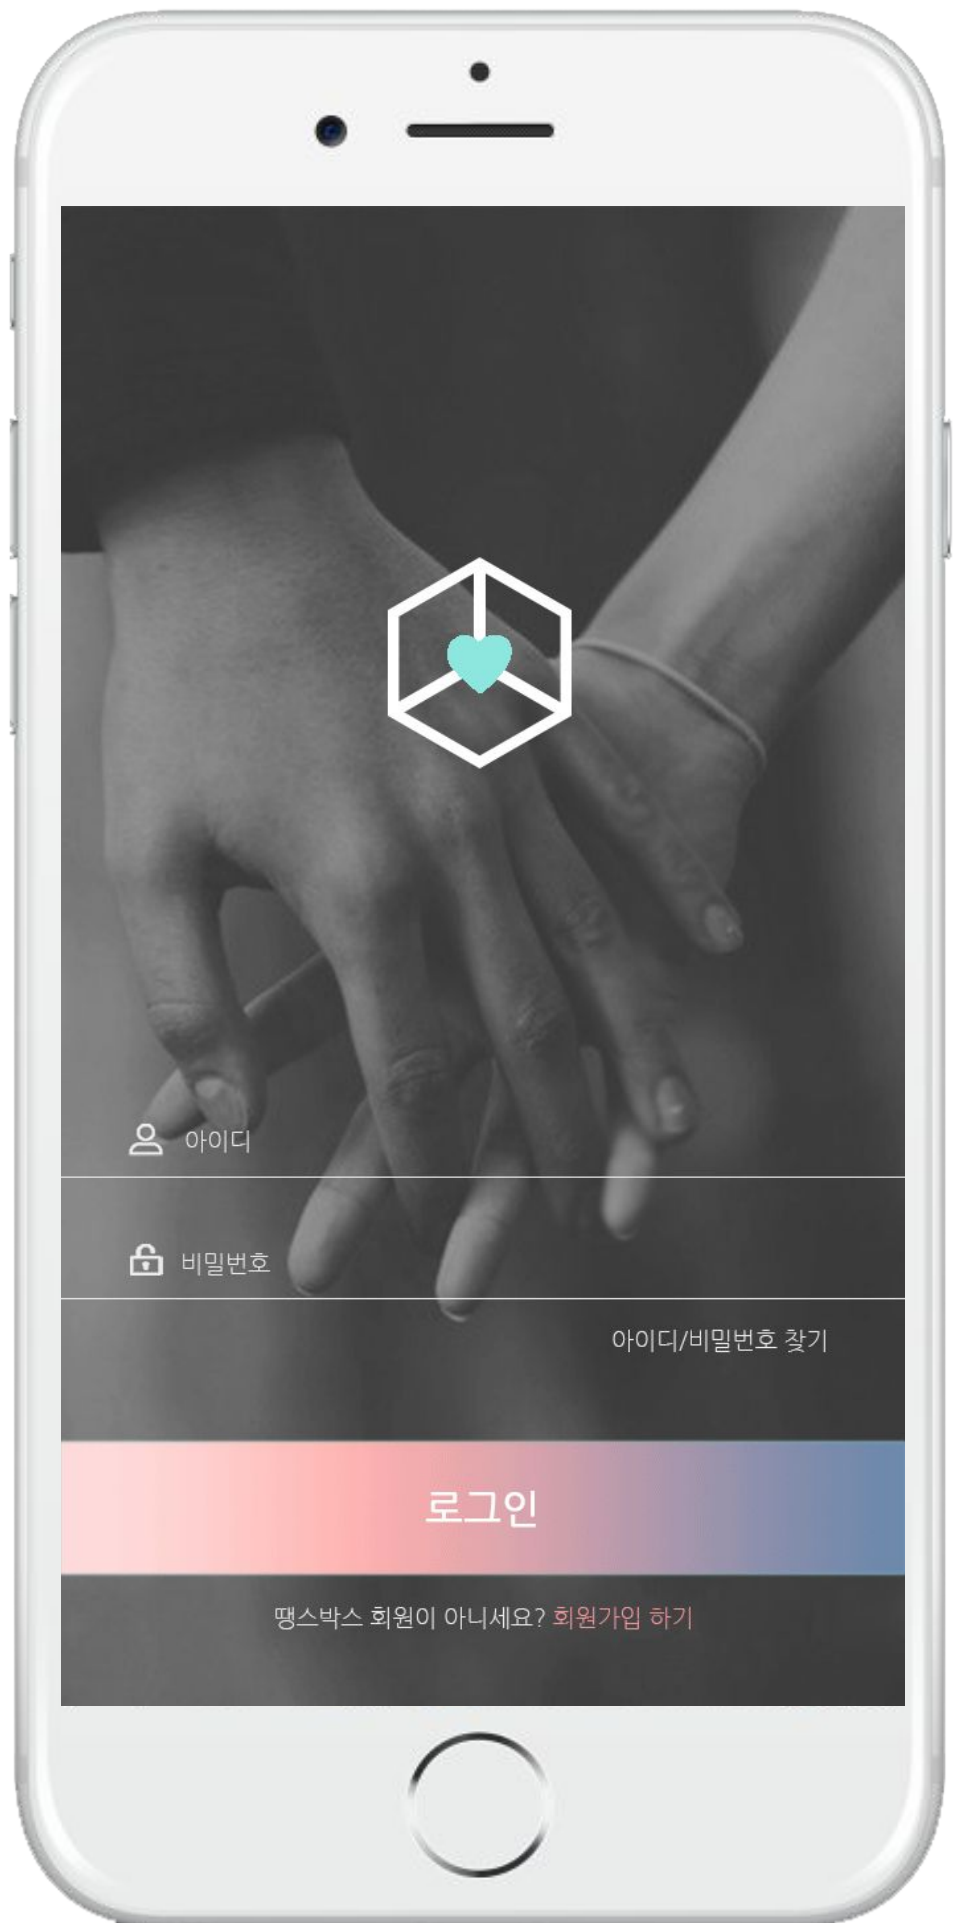 아이디
비밀번호
아이디/비밀번호 찾기
로그인
땡스박스 회원이 아니세요? 회원가입 하기